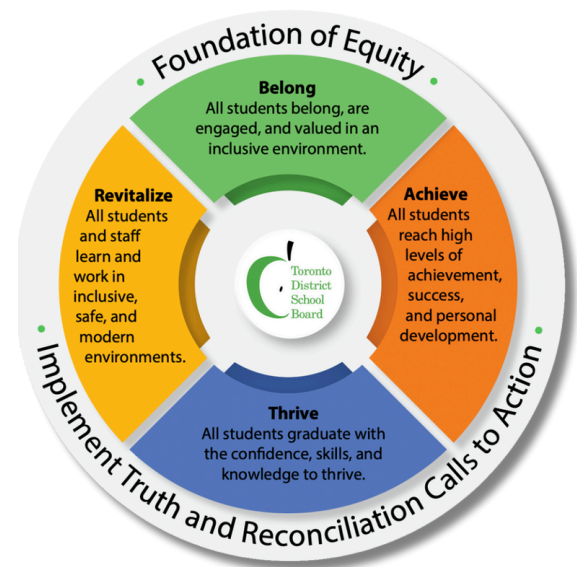 Foundation of Equity
Belong
All students belong, are
engaged, and valued in an
inclusive environment.
Revitalize
All students
and staff
learn and
work in
inclusive,
safe, and
modern
environments.
Achieve
All students
reach high
levels of
achievement,
success,
and personal
development.
Toronto
District
School
Board
Thrive
All students graduate with
the confidence, skills, and
knowledge to thrive.
Implement Truth and Reconciliation Calls to Action